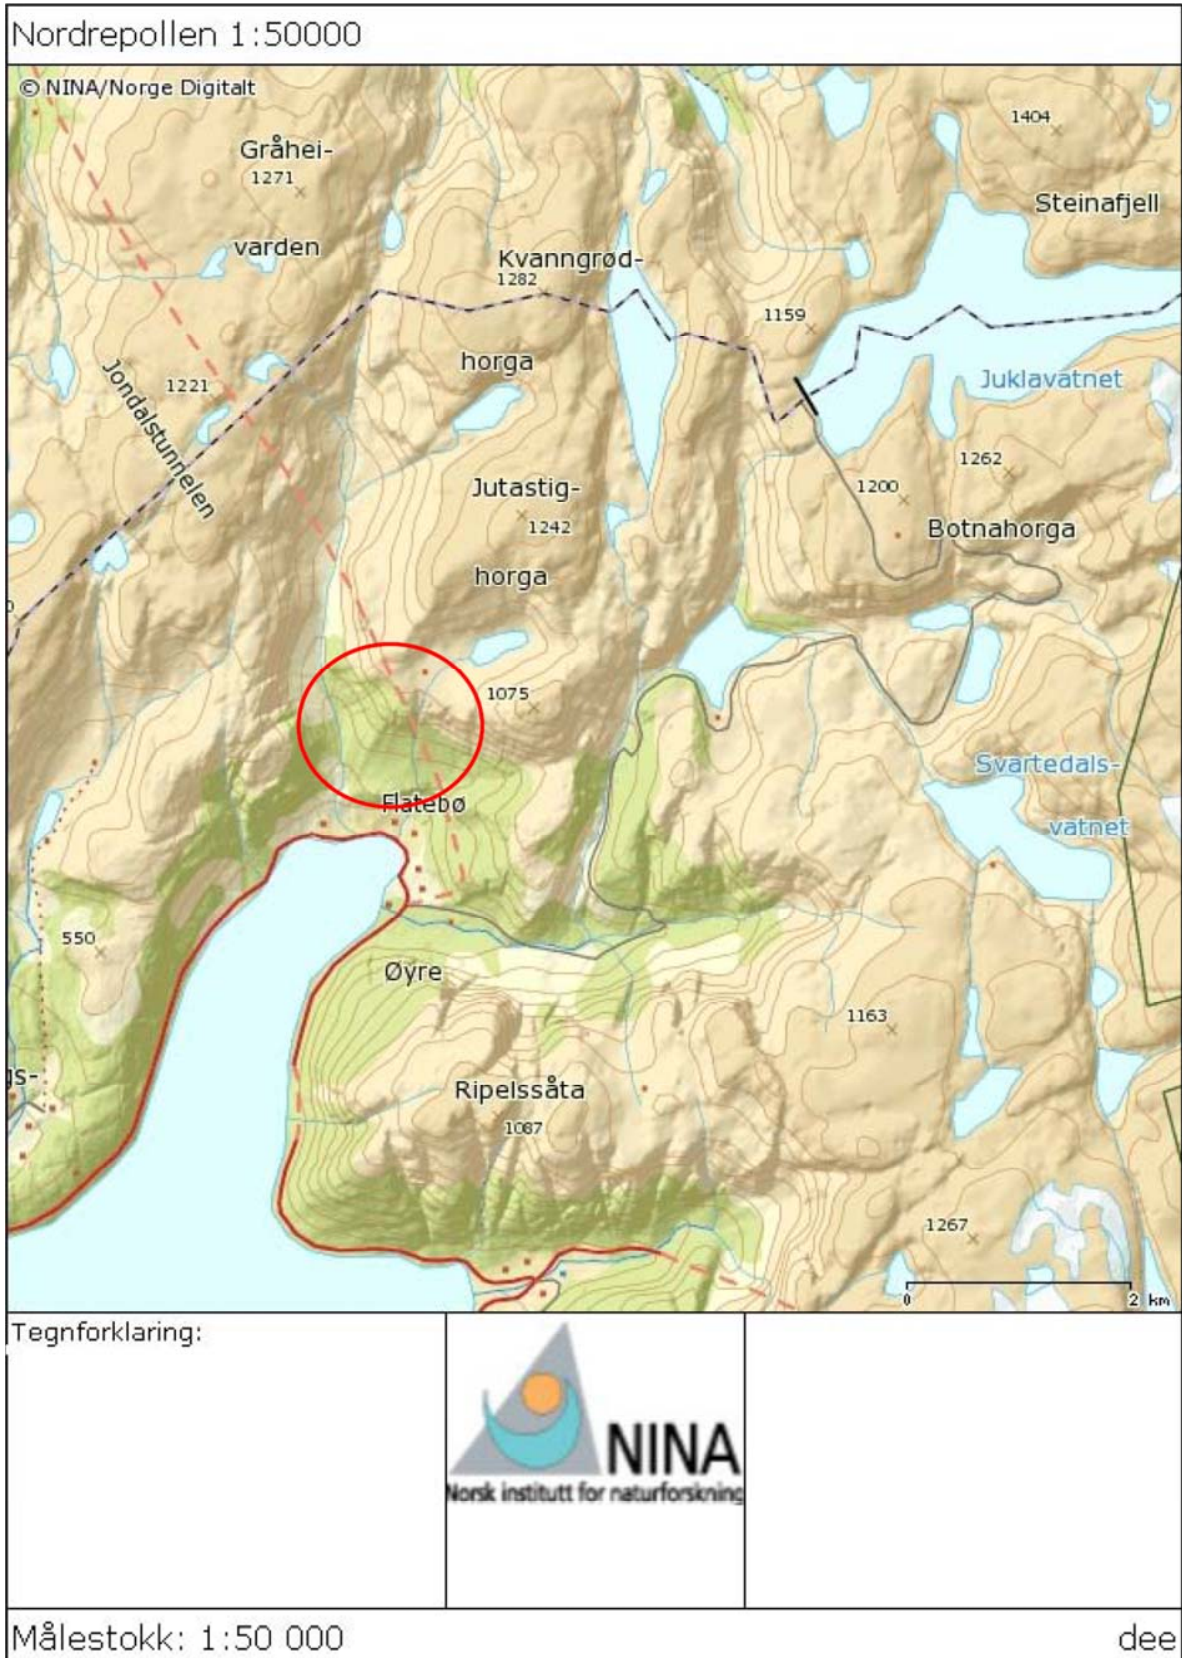 Nordrepollen 1:50000
© NINA/Norge Digitalt
1404
Gråhei-
1271
Steinafjell
varden
Kvanngrød-
1282
1159
horga
Jondalstunnelen
1221
Juklavatnet
1262
Jutastig-
1200
1242
Botnahorga
horga
1075
Svartedals-
Flatebø
vatnet
550
Øyre
1163
gs-
Ripelssåta
1087
1267
0 2 km
Tegnforklaring:
NINA
Norsk institutt for naturforskning
Målestokk: 1:50 000
dee